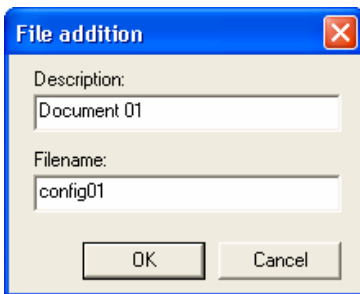 File addition
Description:
Document 01
Filename:
config01
OK Cancel